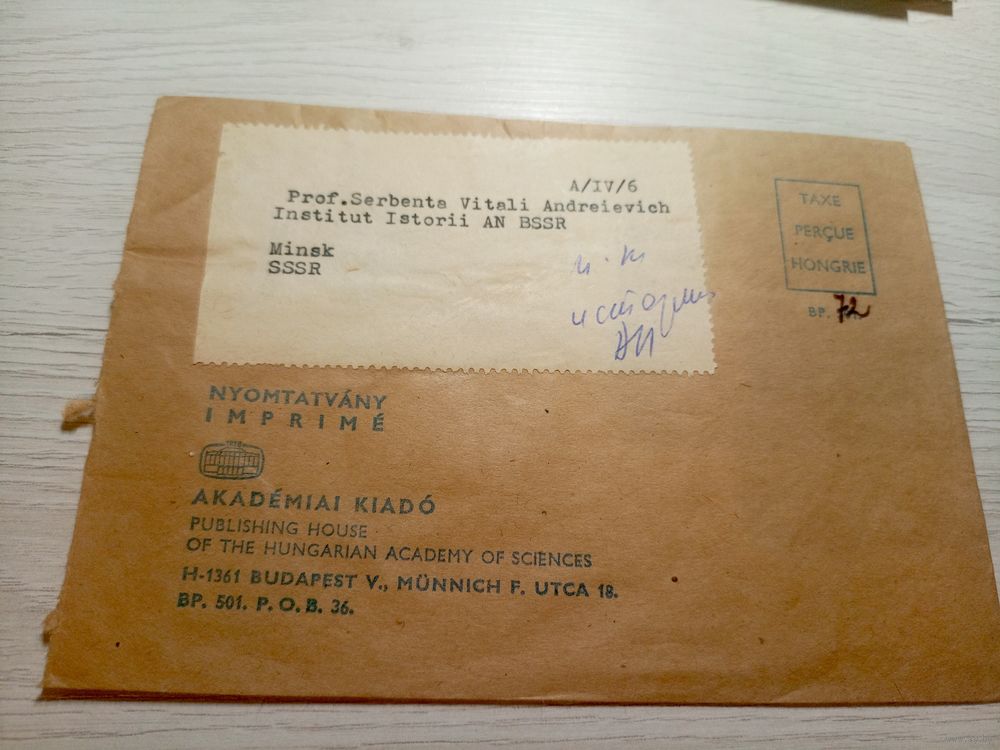 A/IV/6
Prof.Serbenta Vitali Andreievich
Institut Istorii AN BSSR
Minsk
SSSR
TAXE
PERÇUE
HONGRIE
BP. 72
NYOMTATVÁNY
IMPRIMÉ
1828
AKADÉMIAI KIADÓ
PUBLISHING HOUSE
OF THE HUNGARIAN ACADEMY OF SCIENCES
H-1361 BUDAPEST V., MÜNNICH F. UTCA 18.
BP. 501. P.O.B. 36.